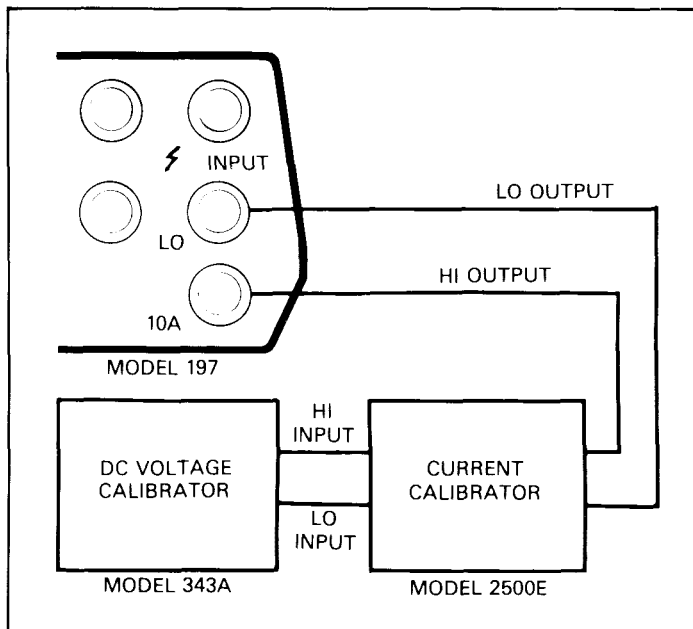 INPUT
LO OUTPUT
LO
HI OUTPUT
10A
MODEL 197
HI
INPUT
DC VOLTAGE
CALIBRATOR
CURRENT
CALIBRATOR
LO
INPUT
MODEL 343A
MODEL 2500E